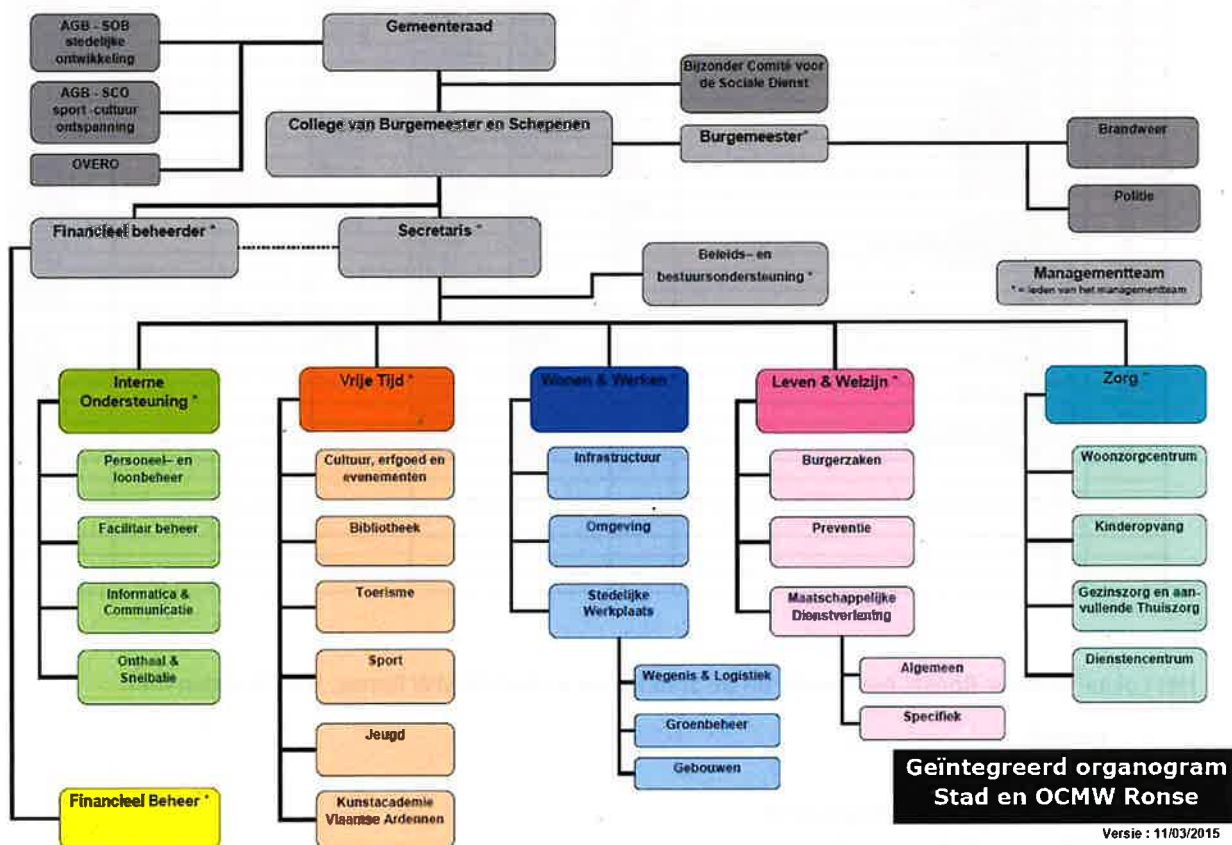 AGB - SOB
stedelijke
ontwikkeling
Gemeenteraad
Bijzonder Comité voor
de Sociale Dienst
AGB - SCO
sport -cultuur
ontspanning
College van Burgemeester en Schepenen
Burgemeester*
Brandweer
OVERO
Politie
Financieel beheerder *
Secretaris *
Beleids– en
bestuursondersteuning *
Managementteam
* = leden van het managementteam
Interne
Ondersteuning *
Vrije Tijd *
Wonen & Werken *
Leven & Welzijn *
Zorg *
Personeel– en
loonbeheer
Facilitair beheer
Informatica &
Communicatie
Onthaal &
Snelbalie
Cultuur, erfgoed en
evenementen
Bibliotheek
Toerisme
Sport
Jeugd
Kunstacademie
Vlaamse Ardennen
Infrastructuur
Omgeving
Stedelijke
Werkplaats
Wegenis & Logistiek
Groenbeheer
Gebouwen
Burgerzaken
Preventie
Maatschappelijke
Dienstverlening
Algemeen
Specifiek
Woonzorgcentrum
Kinderopvang
Gezinszorg en aan-
vullende Thuiszorg
Dienstencentrum
Financieel Beheer *
Geïntegreerd organogram
Stad en OCMW Ronse
Versie : 11/03/2015